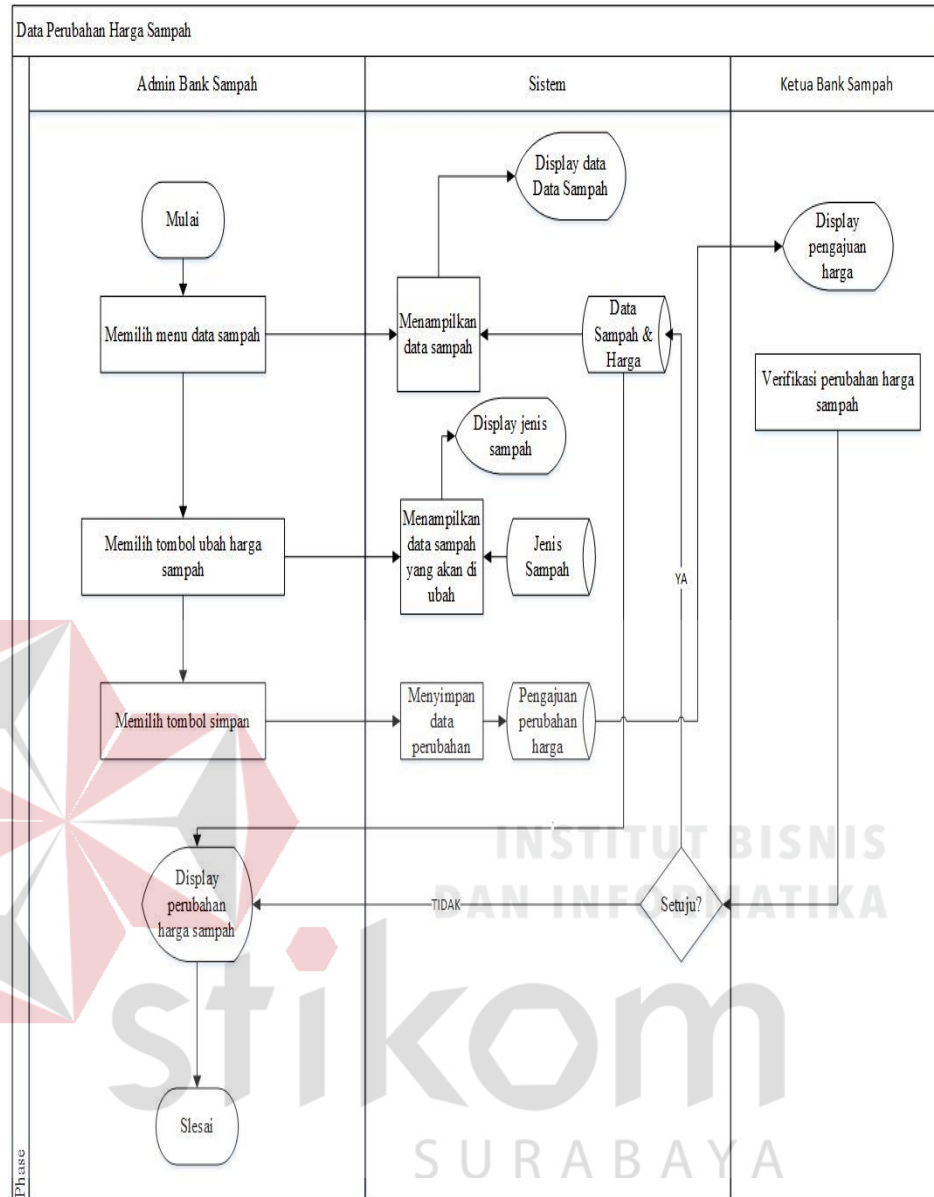 Data Perubahan Harga Sampah
Admin Bank Sampah
Sistem
Ketua Bank Sampah
Display data
Data Sampah
Mulai
Display
pengajuan
harga
Memilih menu data sampah
Menampilkan
data sampah
Data
Sampah &
Harga
Verifikasi perubahan harga
sampah
Display jenis
sampah
Memilih tombol ubah harga
sampah
Menampilkan
data sampah
yang akan di
ubah
Jenis
Sampah
YA
Memilih tombol simpan
Menyimpan
data
perubahan
Pengajuan
perubahan
harga
INSTITUT BISNIS
DAN INFORMATIKA
Display
perubahan
harga sampah
TIDAK
Setuju?
stikom
Slesai
SURABAYA
Phase